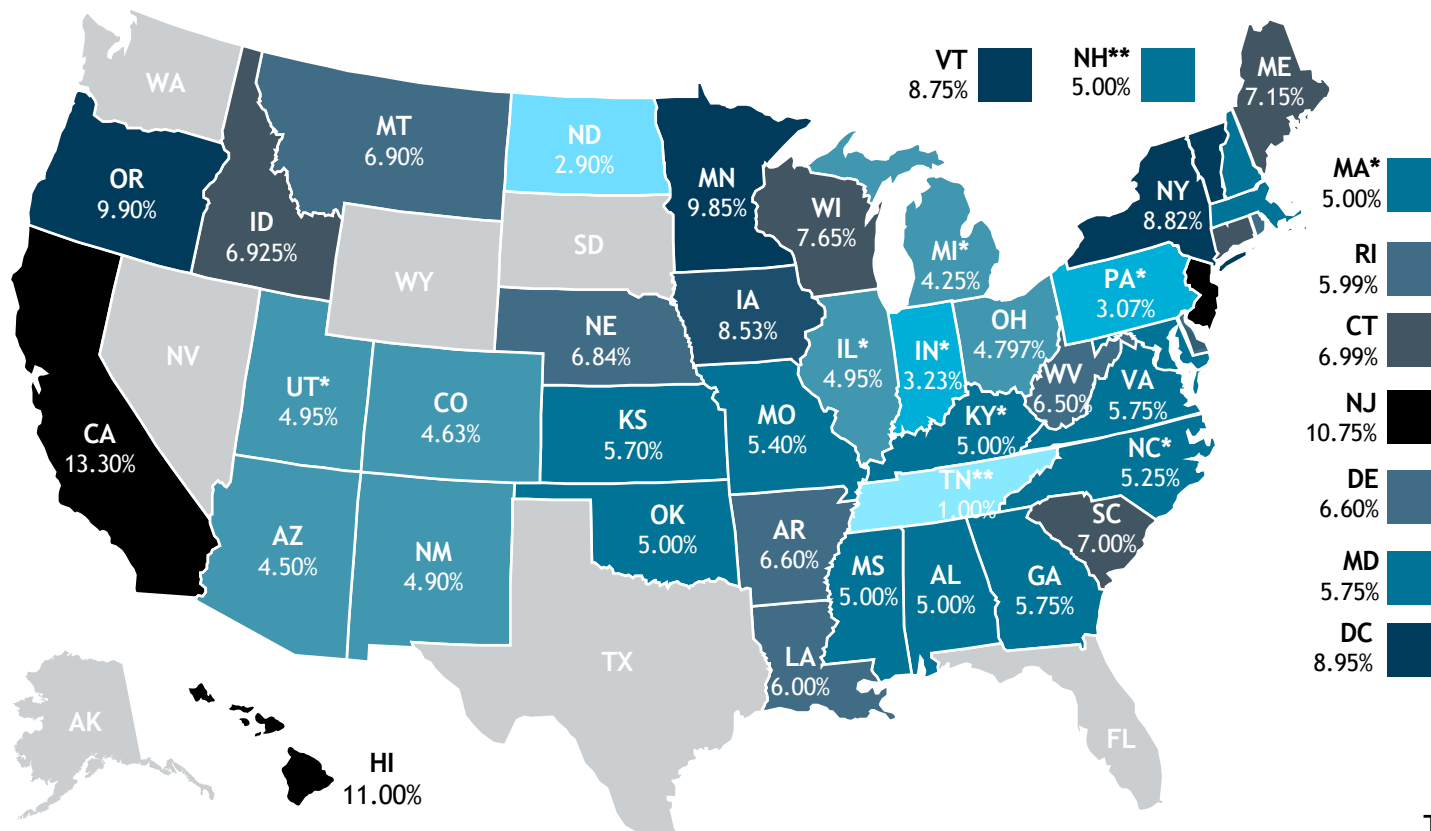 WA
MT
6.90%
ND
2.90%
OR
9.90%
ID
6.925%
MN
9.85%
WI
7.65%
SD
WY
MI*
4.25%
NY
8.82%
VT
8.75%
NH**
5.00%
ME
7.15%
MA*
5.00%
RI
5.99%
CT
6.99%
NJ
10.75%
DE
6.60%
MD
5.75%
DC
8.95%
NV
UT*
4.95%
CO
4.63%
NE
6.84%
IA
8.53%
IL*
4.95%
IN*
3.23%
OH
4.797%
PA*
3.07%
WV
6.50%
VA
5.75%
CA
13.30%
KS
5.70%
MO
5.40%
KY*
5.00%
NC*
5.25%
TN**
1.00%
AZ
4.50%
NM
4.90%
OK
5.00%
AR
6.60%
SC
7.00%
MS
5.00%
AL
5.00%
GA
5.75%
TX
LA
6.00%
FL
AK
HI
11.00%